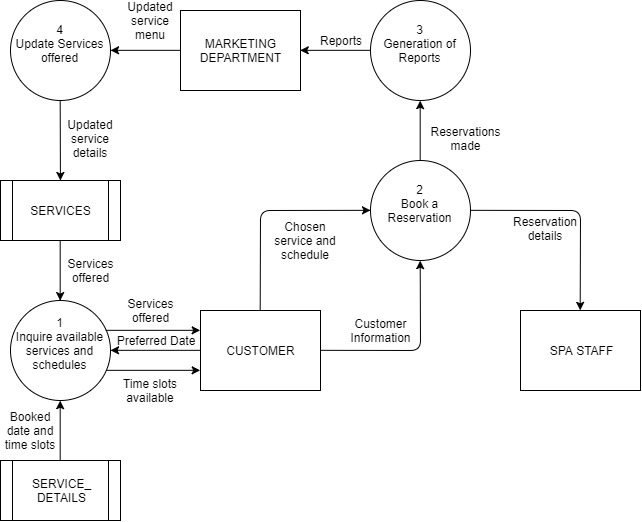 4
Update Services
offered
Updated
service
menu
MARKETING
DEPARTMENT
Reports
3
Generation of
Reports
Updated
service
details
Reservations
made
SERVICES
2
Book a
Reservation
Chosen
service and
schedule
Reservation
details
Services
offered
1
Inquire available
services and
schedules
Services
offered
Preferred Date
Time slots
available
CUSTOMER
Customer
Information
SPA STAFF
Booked
date and
time slots
SERVICE_
DETAILS